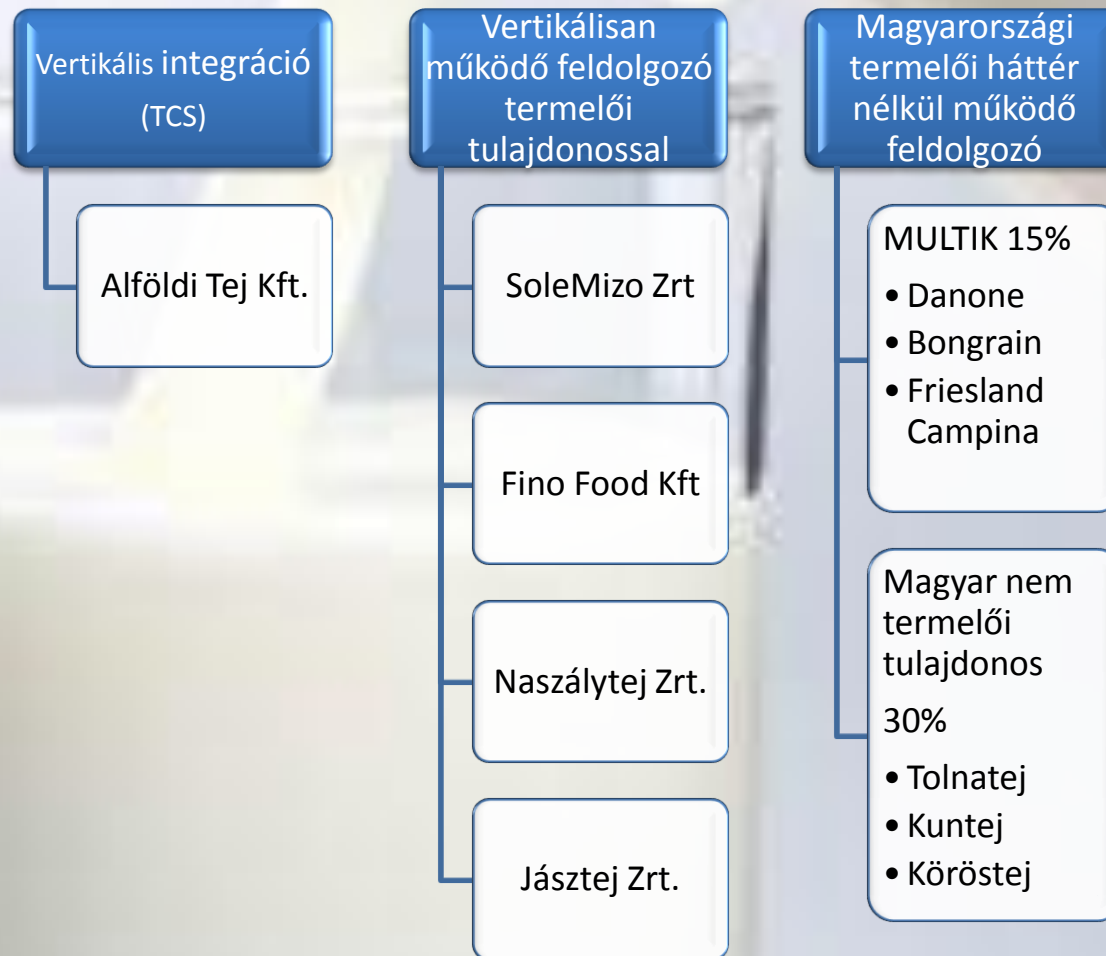 Vertikális integráció
(TCS)
Alföldi Tej Kft.
Vertikálisan
működő feldolgozó
termelői
tulajdonossal
SoleMizo Zrt
Fino Food Kft
Naszálytej Zrt.
Jásztej Zrt.
Magyarországi
termelői háttér
nélkül működő
feldolgozó
MULTIK 15%
• Danone
• Bongrain
• Friesland
Campina
Magyar nem
termelői
tulajdonos
30%
• Tolnatej
• Kuntej
• Köröstej